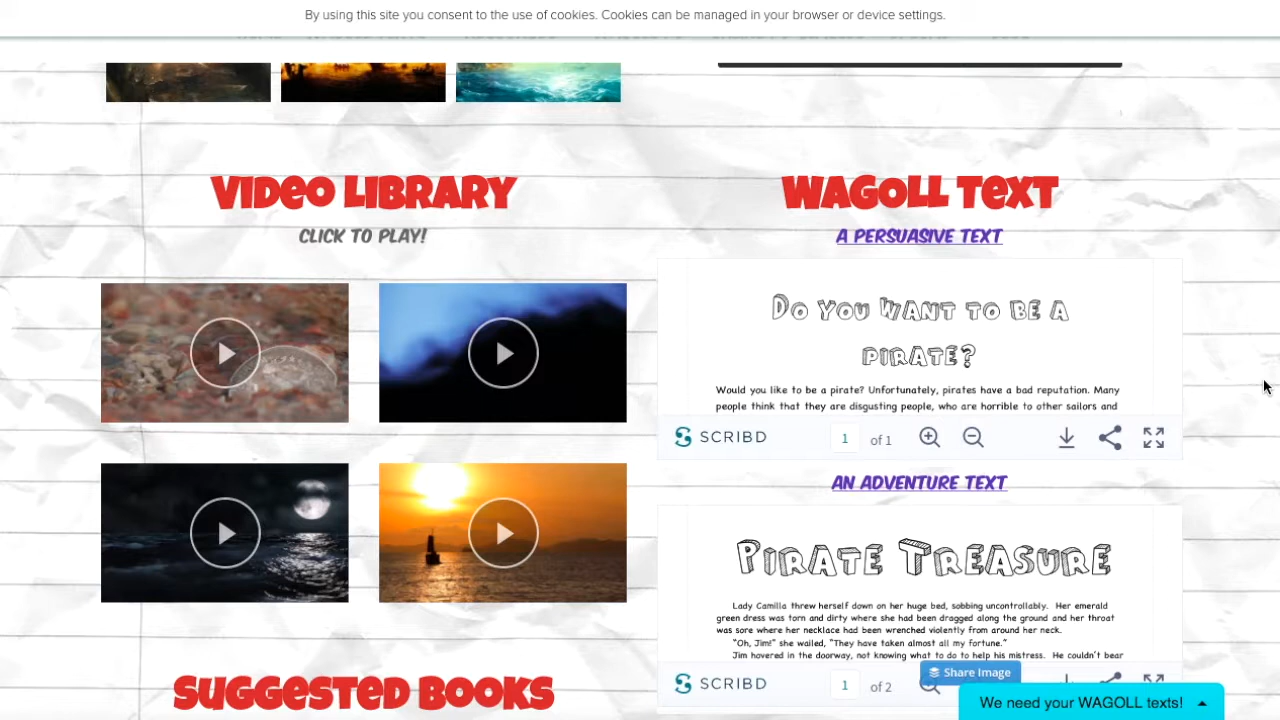 By using this site you consent to the use of cookies. Cookies can be managed in your browser or device settings.
VIDEO LIBRARY
CLICK TO PLAY!
WAGOLL TEXT
A PERSUASIVE TEXT
DO YOU WANT TO BE A
PIRATE?
Would you like to be a pirate? Unfortunately, pirates have a bad reputation. Many
people think that they are disgusting people, who are horrible to other sailors and
SCRIBD 1 of 1
AN ADVENTURE TEXT
PIRATE TREASURE
Lady Camilla threw herself down on her huge bed, sobbing uncontrollably. Her emerald
green dress was torn and dirty where she had been dragged along the ground and her throat
was sore where her necklace had been wrenched violently from around her neck.
"Oh, Jim!" she wailed, "They have taken almost all my fortune."
Jim hovered in the doorway, not knowing what to do to help his mistress. He couldn't bear
Share Image
SCRIBD 1 of 2
SUGGESTED BOOKS
We need your WAGOLL texts!